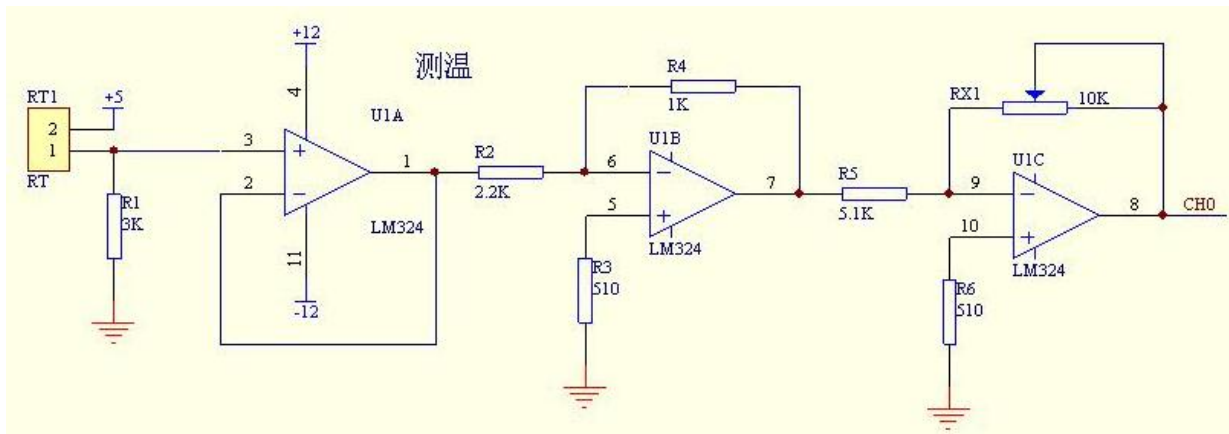 +12
测温
4
RT1
+5
2
1
RT
R1
3K
3
2
U1A
1
LM324
11
-12
R2
2.2K
R4
1K
6
U1B
5
7
LM324
R3
510
R5
5.1K
RX1
10K
U1C
9
10
8
CH0
LM324
R6
510